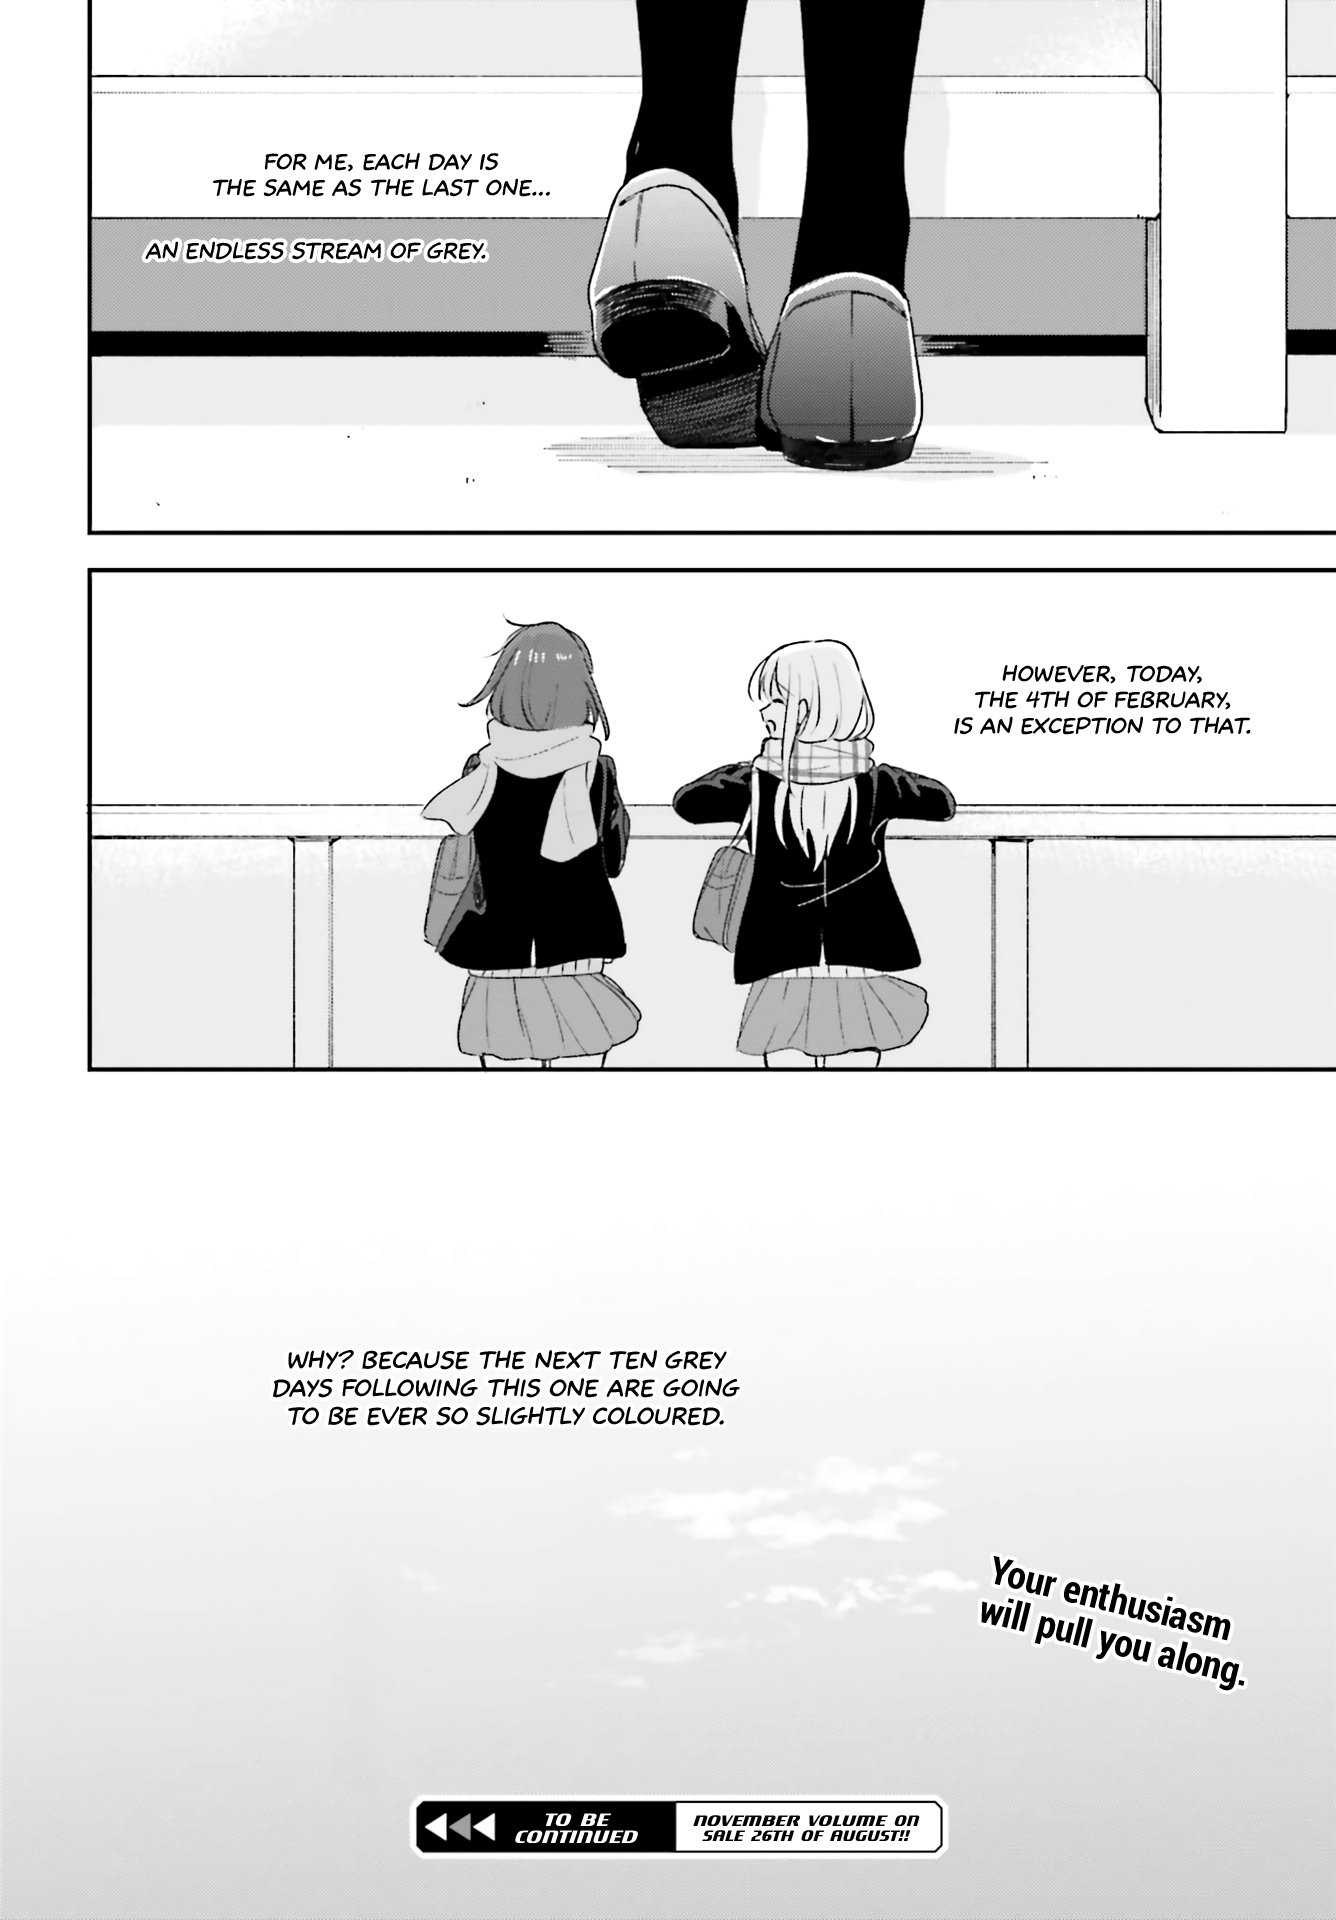 FOR ME, EACH DAY IS
THE SAME AS THE LAST ONE...
AN ENDLESS STREAM OF GREY.
HOWEVER, TODAY,
THE 4TH OF FEBRUARY,
IS AN EXCEPTION TO THAT.
WHY? BECAUSE THE NEXT TEN GREY
DAYS FOLLOWING THIS ONE ARE GOING
TO BE EVER SO SLIGHTLY COLOURED.
Your enthusiasm
will pull you along.
TO BE
CONTINUED
NOVEMBER VOLUME ON
SALE 26TH OF AUGUST!!